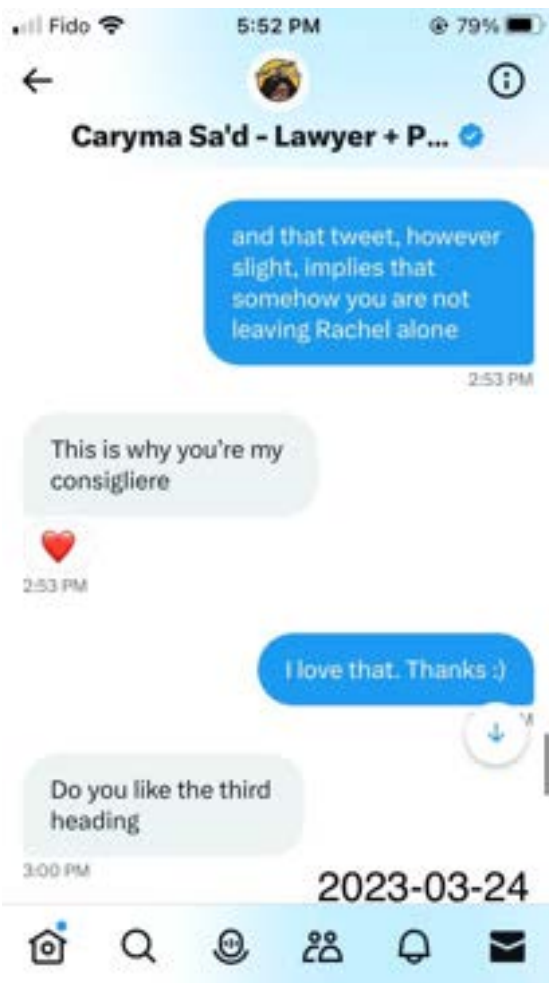 Fido 5:52 PM 79%
Caryma Sa'd - Lawyer + P...
and that tweet, however
slight, implies that
somehow you are not
leaving Rachel alone
2:53 PM
This is why you're my
consigliere
❤️
2:53 PM
I love that. Thanks :)
M
Do you like the third
heading
3:00 PM
2023-03-24